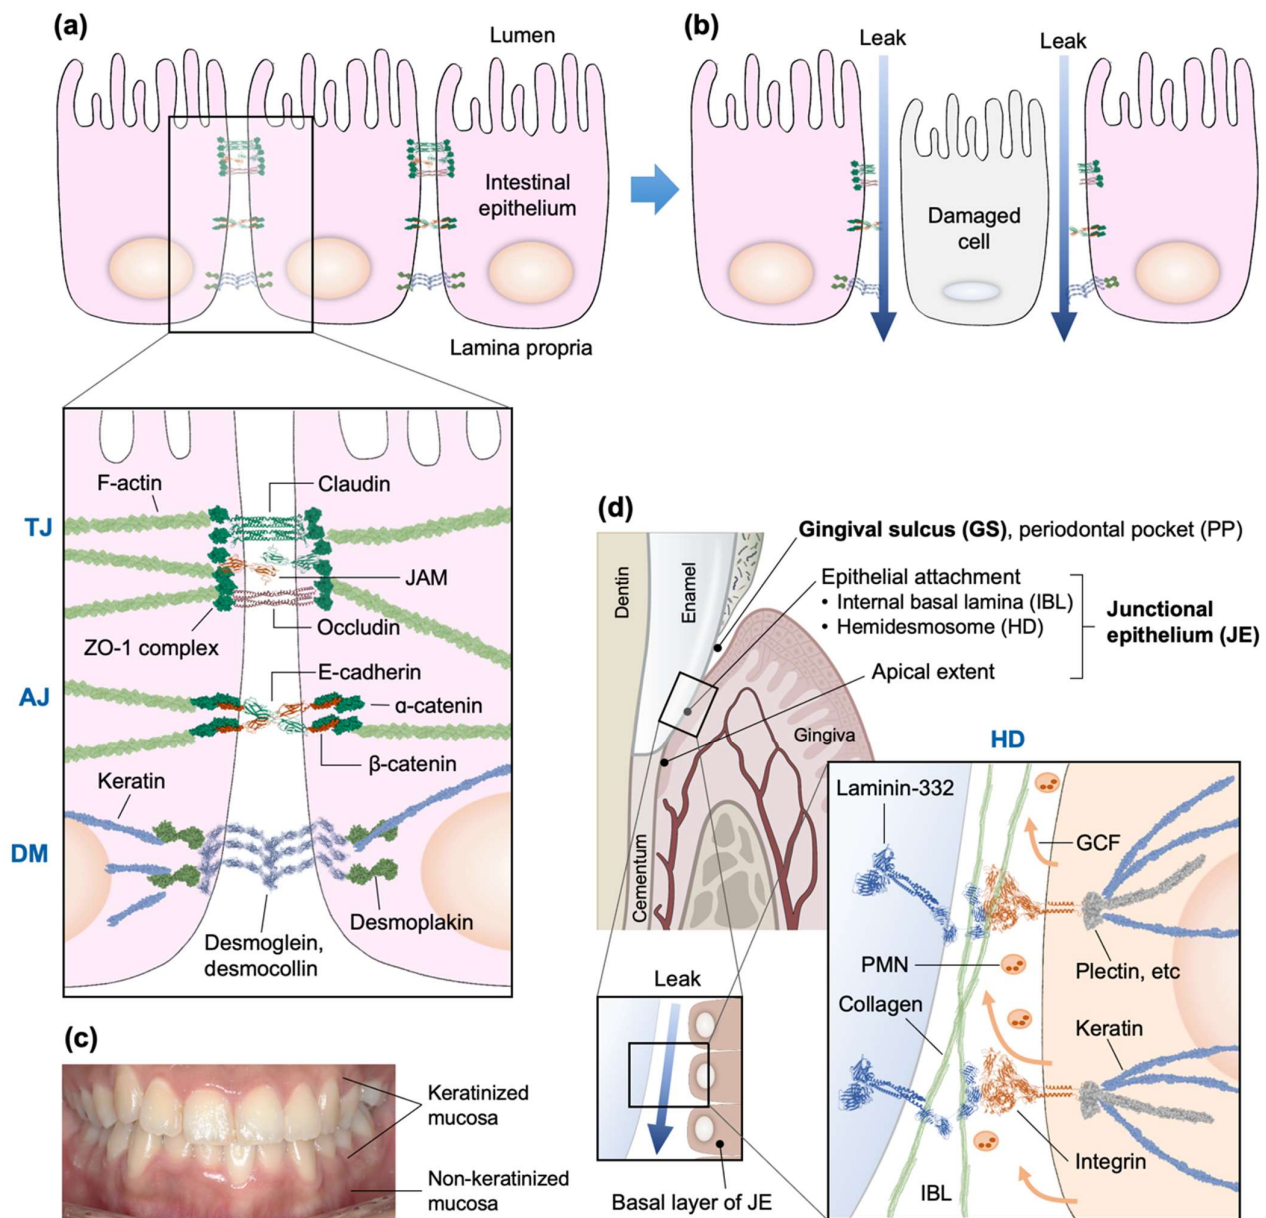 (a)
Lumen
Intestinal
epithelium
Lamina propria
(b)
Leak
Leak
Damaged
cell
F-actin
Claudin
TJ
JAM
Occludin
ZO-1 complex
E-cadherin
AJ
α-catenin
β-catenin
Keratin
DM
Desmoplakin
Desmoglein,
desmocollin
(c)
Keratinized
mucosa
Non-keratinized
mucosa
(d)
Gingival sulcus (GS), periodontal pocket (PP)
Epithelial attachment
• Internal basal lamina (IBL)
• Hemidesmosome (HD)
Junctional
epithelium (JE)
Apical extent
Dentin
Enamel
Gingiva
Cementum
HD
Laminin-332
GCF
PMN
Plectin, etc
Collagen
Keratin
Integrin
IBL
Leak
Basal layer of JE